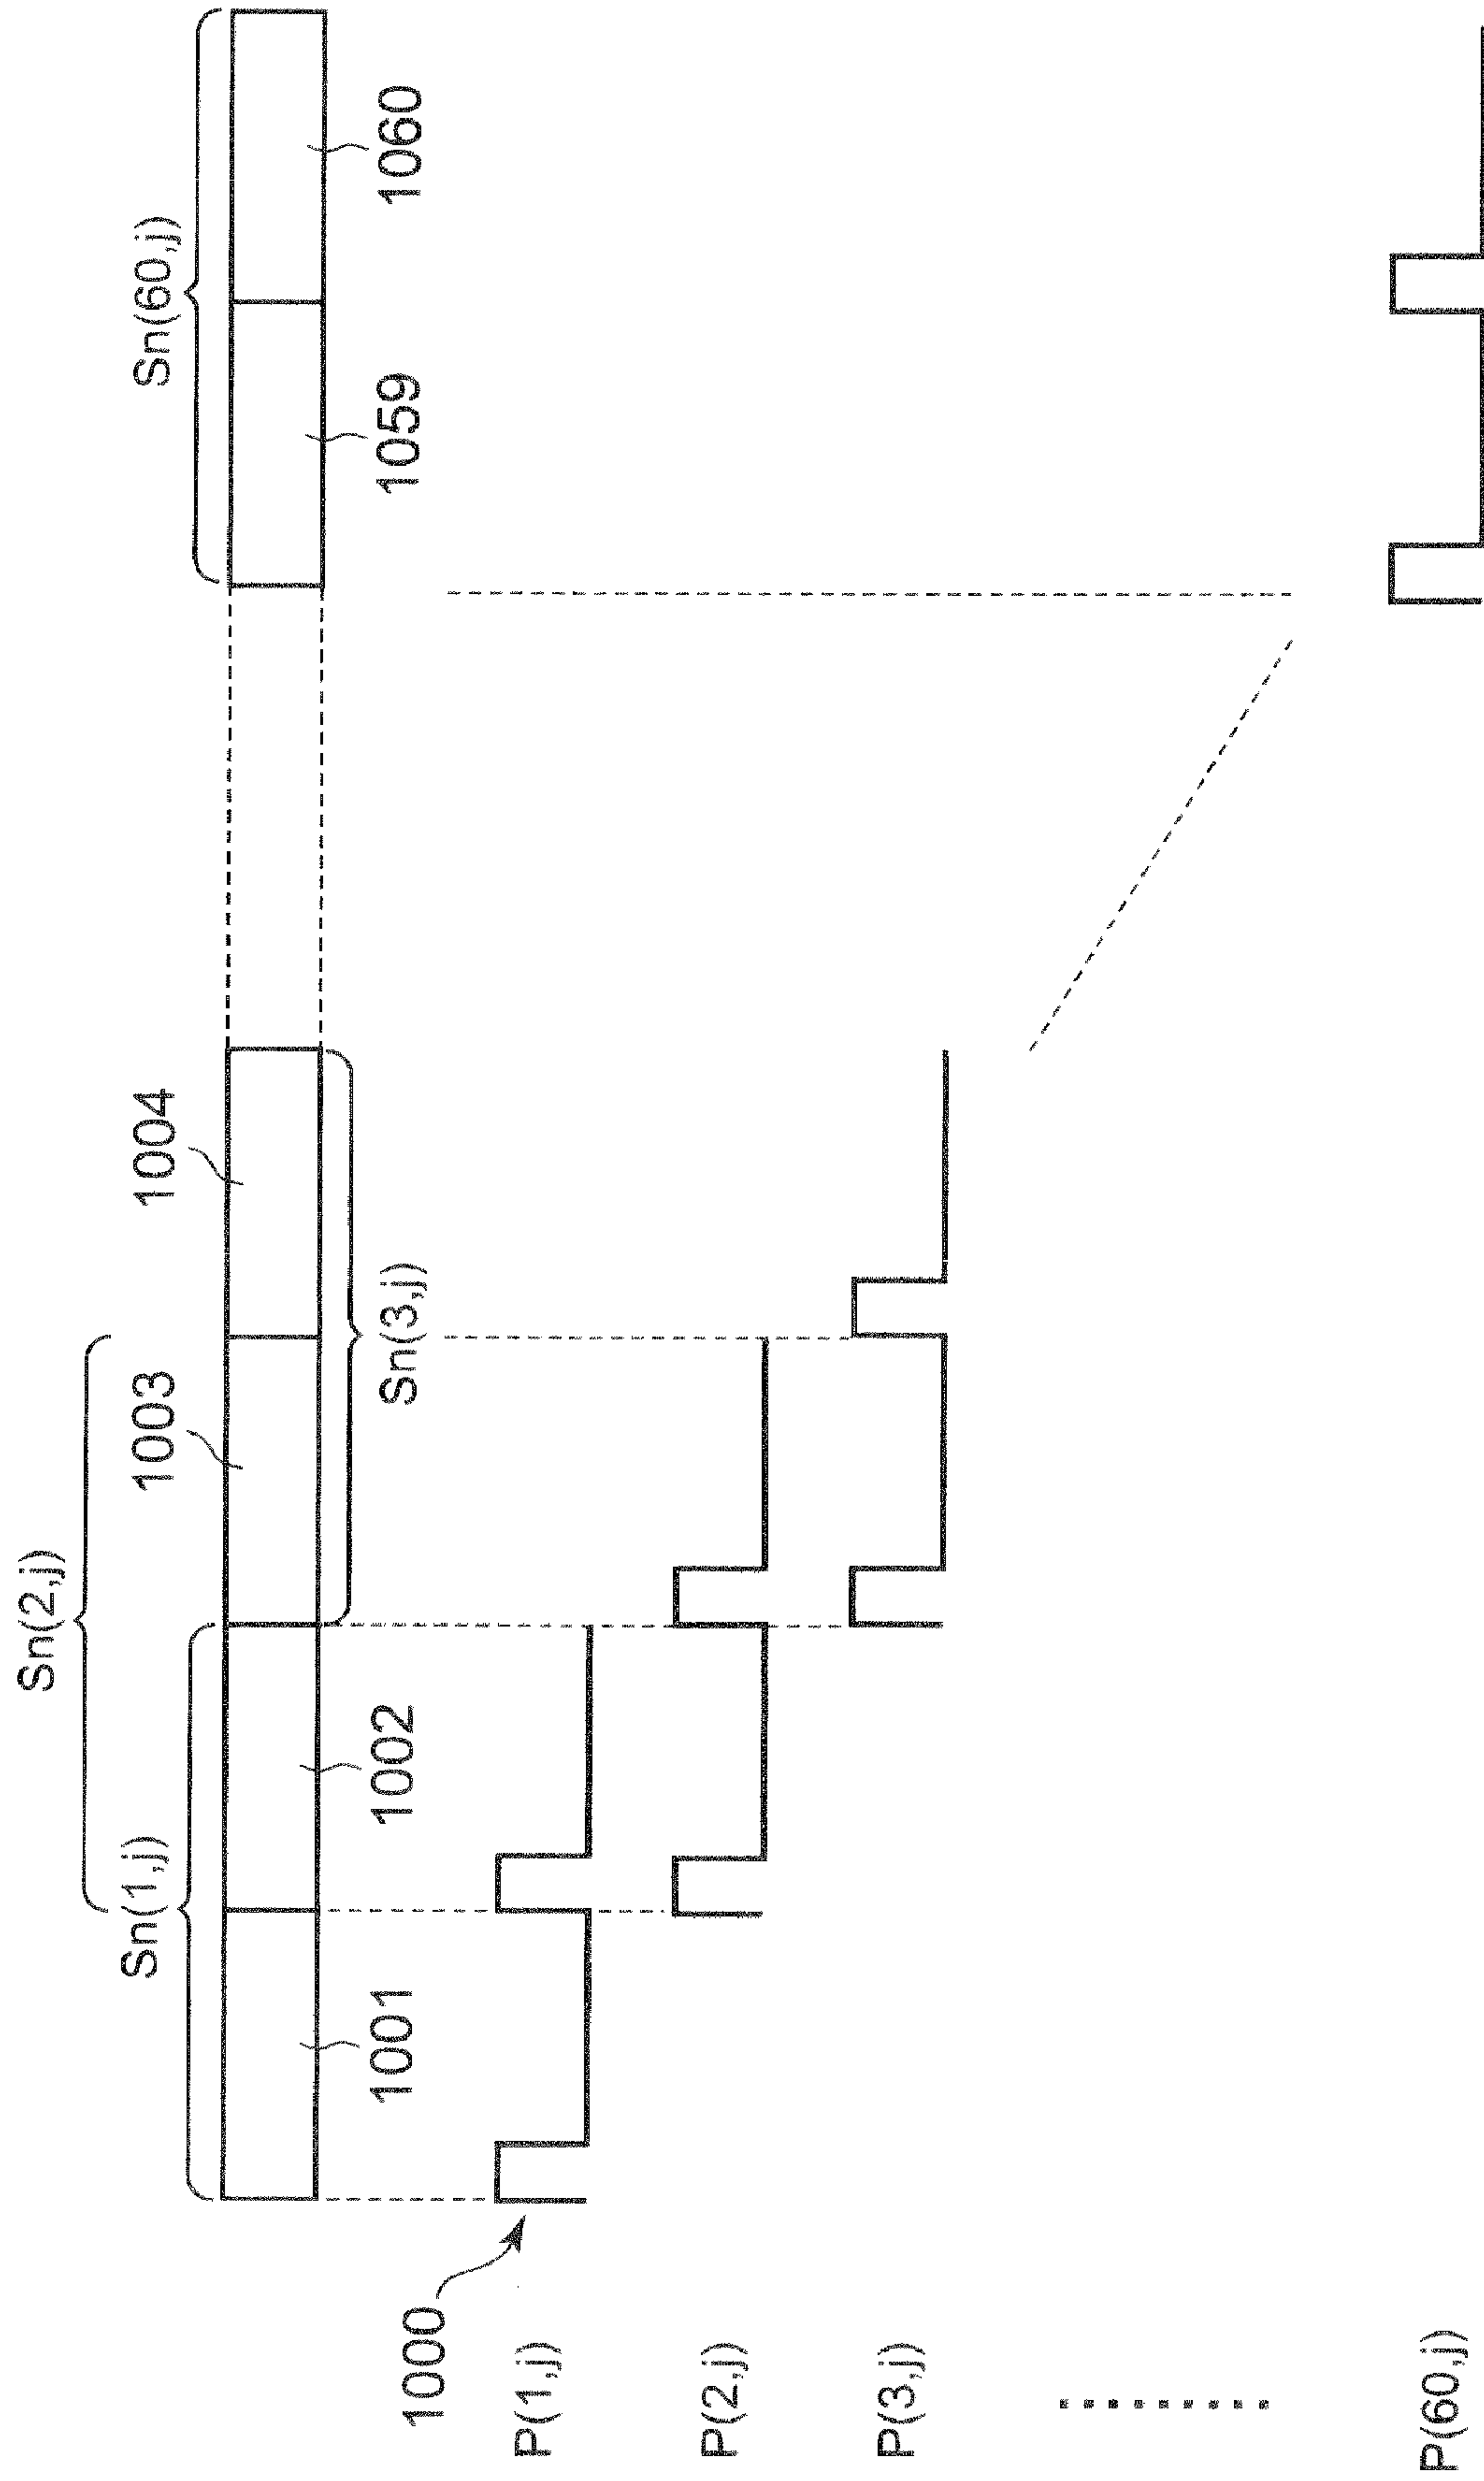 Sn(2,j)
Sn(1,j)
1003
1004
Sn(60,j)
1001
1002
Sn(3,j)
1059
1060
1000
P(1,j)
P(2,j)
P(3,j)
P(60,j)